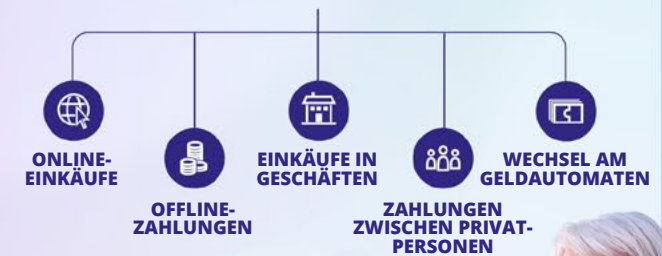 ONLINE-
EINKÄUFE
OFFLINE-
ZAHLUNGEN
EINKÄUFE IN
GESCHÄFTEN
ZAHLUNGEN
ZWISCHEN PRIVAT-
PERSONEN
WECHSEL AM
GELDAUTOMATEN